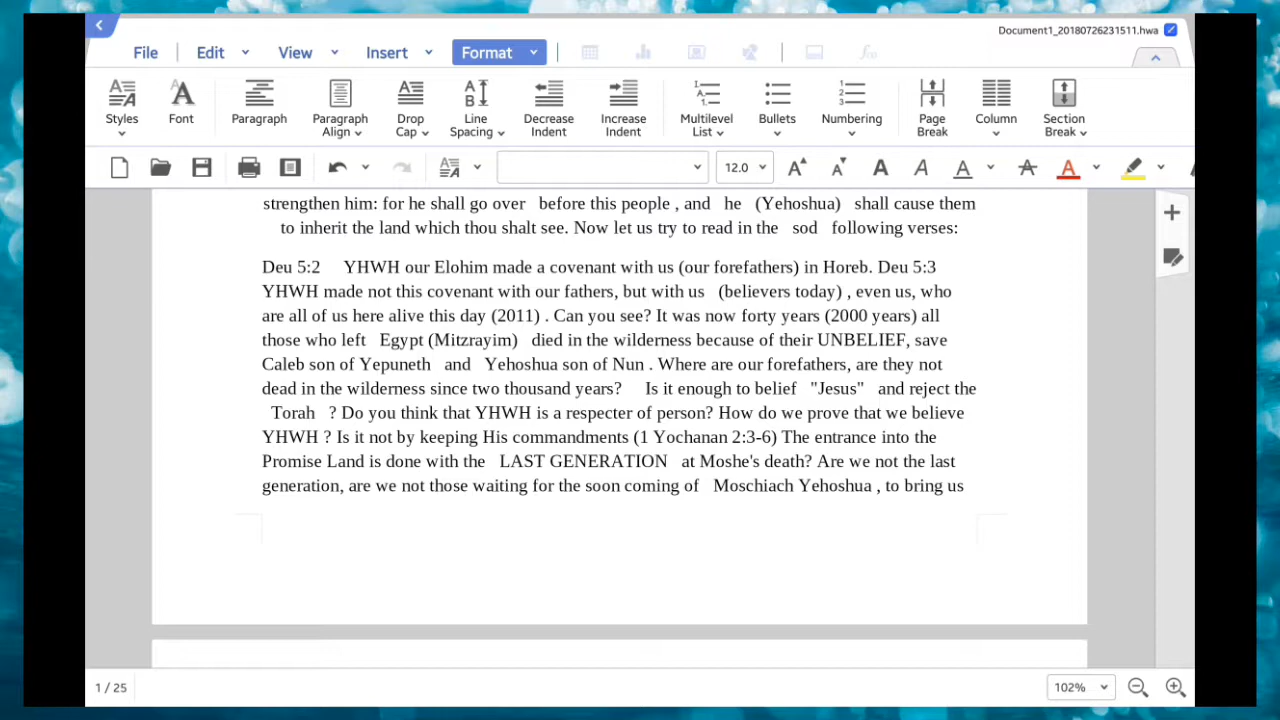 Document1_20180726231511.hwa
File Edit View Insert Format
Styles Font Paragraph Paragraph Align Drop Cap Line Spacing Decrease Indent Increase Indent Multilevel List Bullets Numbering Page Break Column Section Break
12.0
strengthen him: for he shall go over before this people , and he (Yehoshua) shall cause them
to inherit the land which thou shalt see. Now let us try to read in the sod following verses:
Deu 5:2 YHWH our Elohim made a covenant with us (our forefathers) in Horeb. Deu 5:3
YHWH made not this covenant with our fathers, but with us (believers today) , even us, who
are all of us here alive this day (2011) . Can you see? It was now forty years (2000 years) all
those who left Egypt (Mitzrayim) died in the wilderness because of their UNBELIEF, save
Caleb son of Yepuneth and Yehoshua son of Nun . Where are our forefathers, are they not
dead in the wilderness since two thousand years? Is it enough to belief "Jesus" and reject the
Torah ? Do you think that YHWH is a respecter of person? How do we prove that we believe
YHWH ? Is it not by keeping His commandments (1 Yochanan 2:3-6) The entrance into the
Promise Land is done with the LAST GENERATION at Moshe's death? Are we not the last
generation, are we not those waiting for the soon coming of Moschiach Yehoshua , to bring us
1 / 25
102%